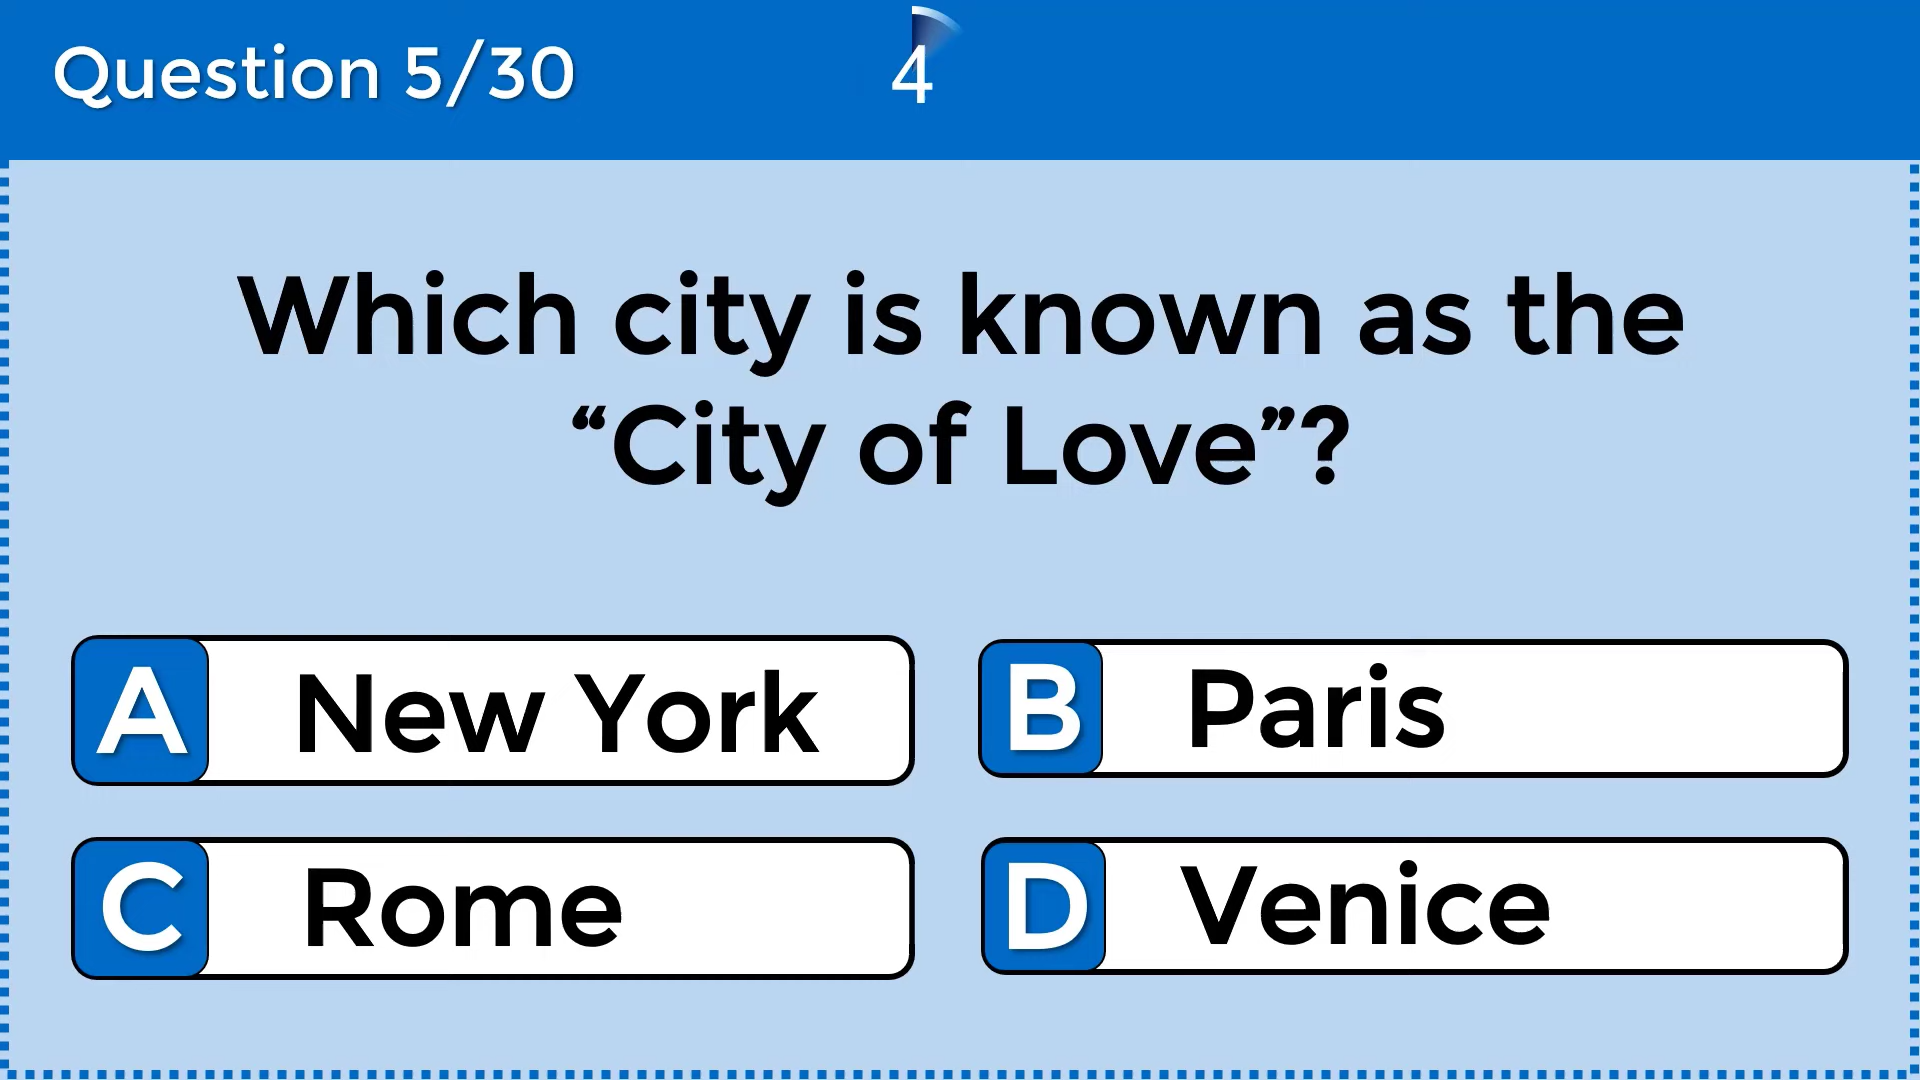 Question 5/30
4
Which city is known as the
“City of Love”?
A New York
B Paris
C Rome
D Venice